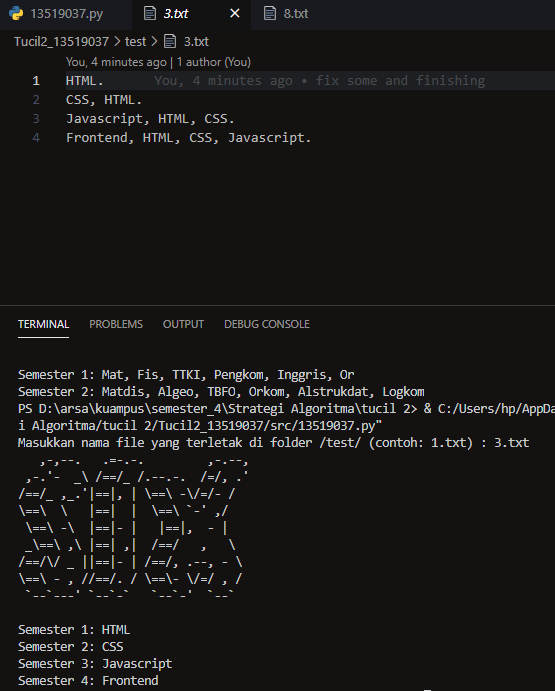 13519037.py 3.txt 8.txt
Tucil2_13519037 > test > 3.txt
You, 4 minutes ago | 1 author (You)
1 HTML. You, 4 minutes ago • fix some and finishing
2 CSS, HTML.
3 Javascript, HTML, CSS.
4 Frontend, HTML, CSS, Javascript.
TERMINAL PROBLEMS OUTPUT DEBUG CONSOLE
Semester 1: Mat, Fis, TTKI, Pengkom, Inggris, Or
Semester 2: Matdis, Algeo, TBFO, Orkom, Alstrukdat, Logkom
PS D:\arsa\kuampus\semester_4\Strategi Algoritma\tucil 2> & C:/Users/hp/AppDa
i Algoritma/tucil 2/Tucil2_13519037/src/13519037.py"
Masukkan nama file yang terletak di folder /test/ (contoh: 1.txt) : 3.txt
Semester 1: HTML
Semester 2: CSS
Semester 3: Javascript
Semester 4: Frontend